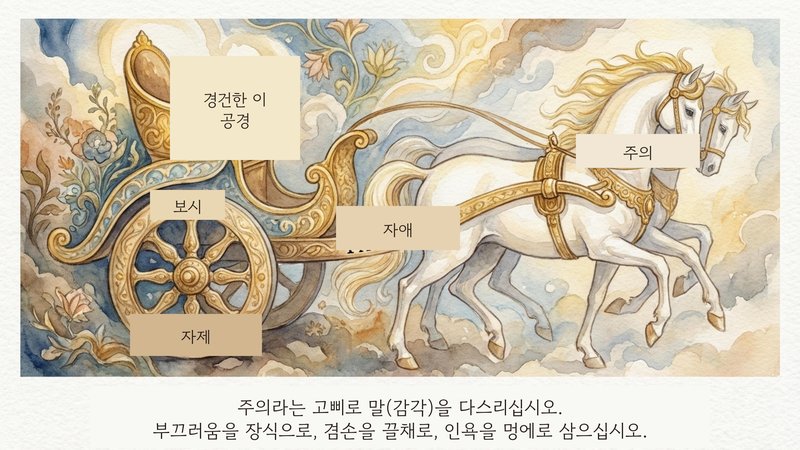 경건한 이
공경
주의
보시
자애
자제
주의라는 고삐로 말(감각)을 다스리십시오.
부끄러움을 장식으로, 겸손을 끌채로, 인욕을 멍에로 삼으십시오.